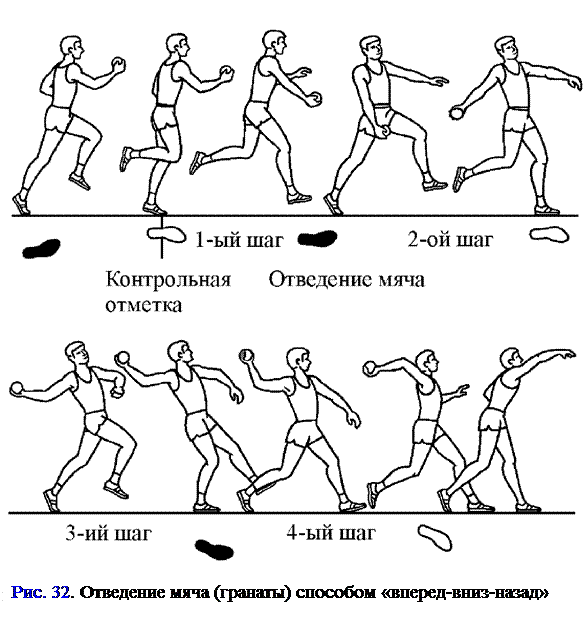 1-ый шаг 2-ой шаг
Контрольная Отведение мяча
отметка
3-ий шаг 4-ый шаг
Рис. 32. Отведение мяча (гранаты) способом «вперед-вниз-назад»